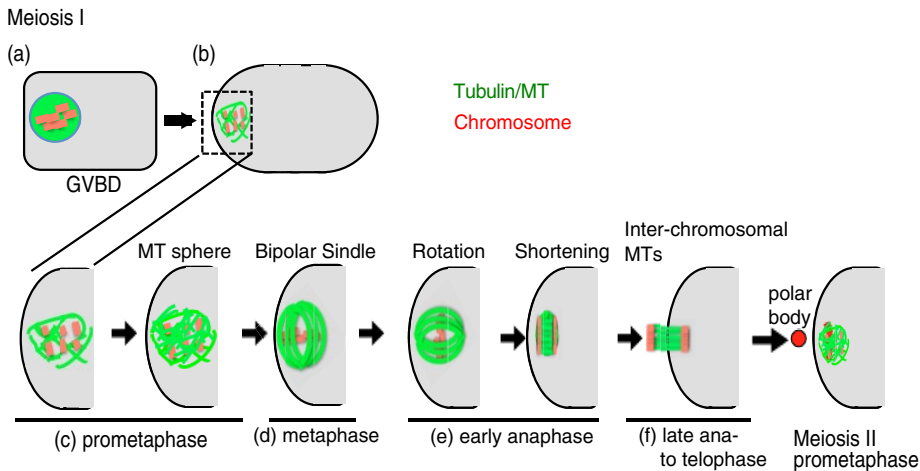 Meiosis I
(a)
(b)
Tubulin/MT
Chromosome
GVBD
MT sphere
Bipolar Sindle
Rotation
Shortening
Inter-chromosomal
MTs
polar
body
(c) prometaphase
(d) metaphase
(e) early anaphase
(f) late ana-
to telophase
Meiosis II
prometaphase